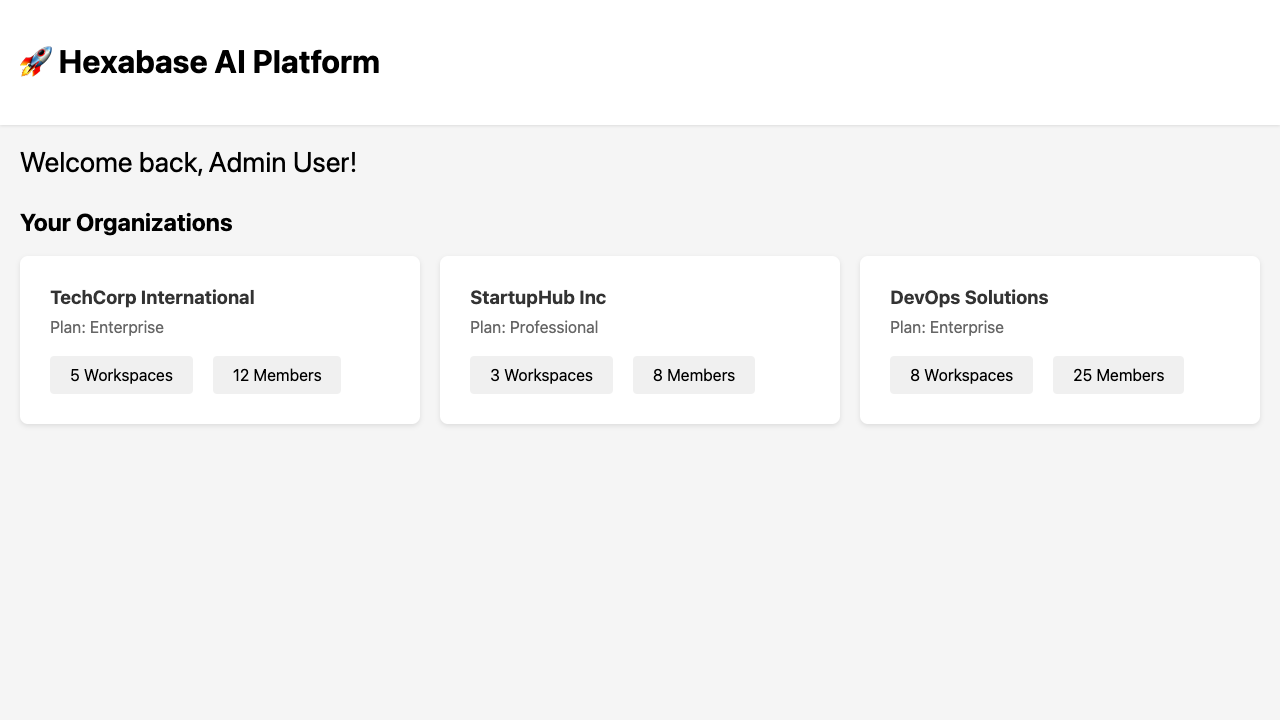 🚀 Hexabase AI Platform
Welcome back, Admin User!
Your Organizations
TechCorp International
Plan: Enterprise
5 Workspaces
12 Members
StartupHub Inc
Plan: Professional
3 Workspaces
8 Members
DevOps Solutions
Plan: Enterprise
8 Workspaces
25 Members